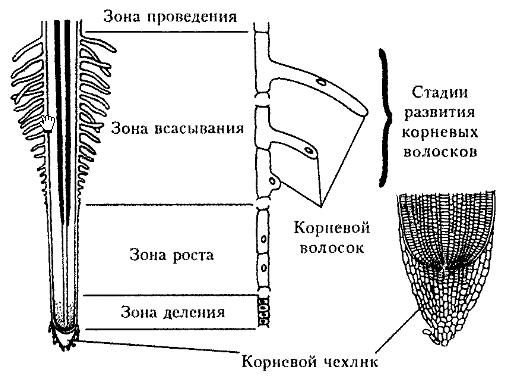 Зона проведения
Зона всасывания
Стадии
развития
корневых
волосков
Корневой
волосок
Зона роста
Зона деления
Корневой чехлик